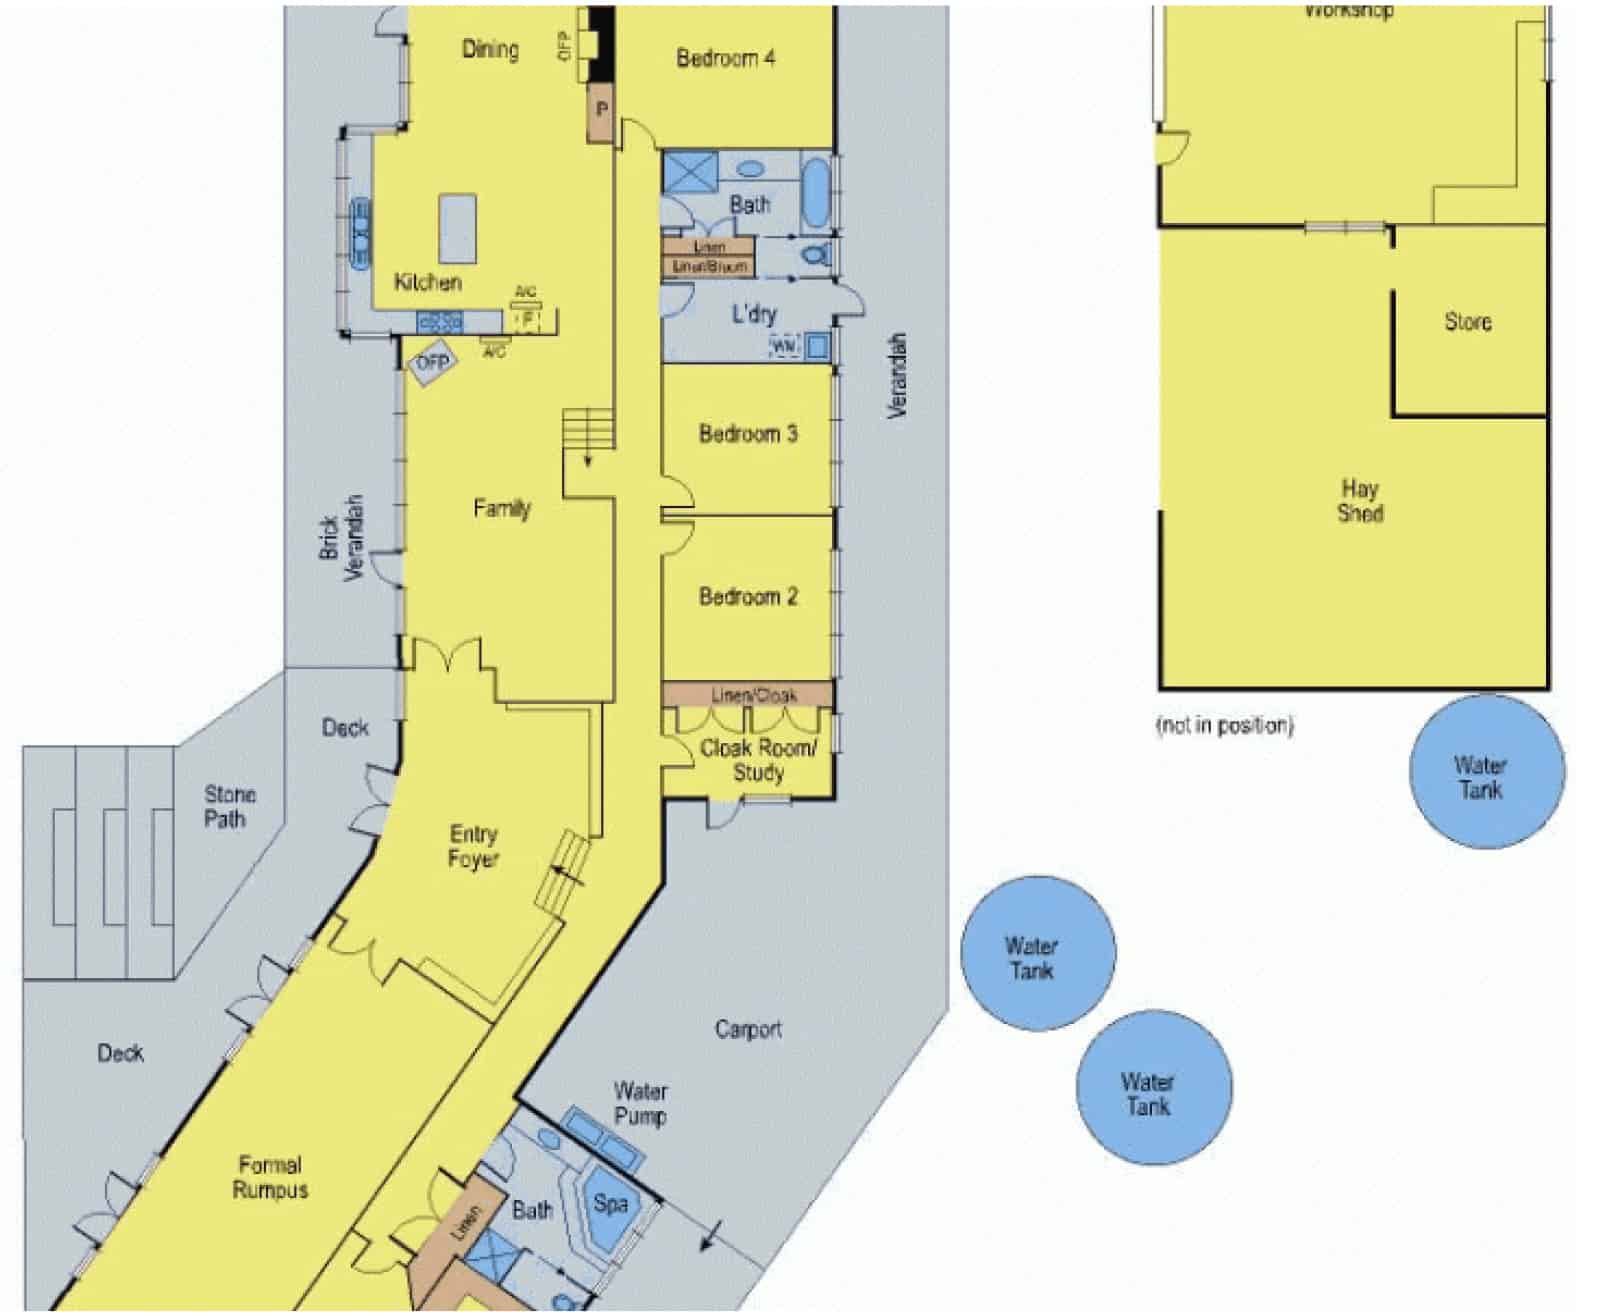 Workshop
Dining
OFP
Bedroom 4
P
Bath
Linen
Linen/Broom
Kitchen
A/C
F
A/C
OFP
L'dry
WM
Verandah
Store
Bedroom 3
Hay
Shed
Family
Brick
Verandah
Bedroom 2
Linen/Cloak
(not in position)
Deck
Cloak Room/
Study
Water
Tank
Stone
Path
Entry
Foyer
Water
Tank
Deck
Carport
Water
Pump
Water
Tank
Formal
Rumpus
Linen
Bath
Spa